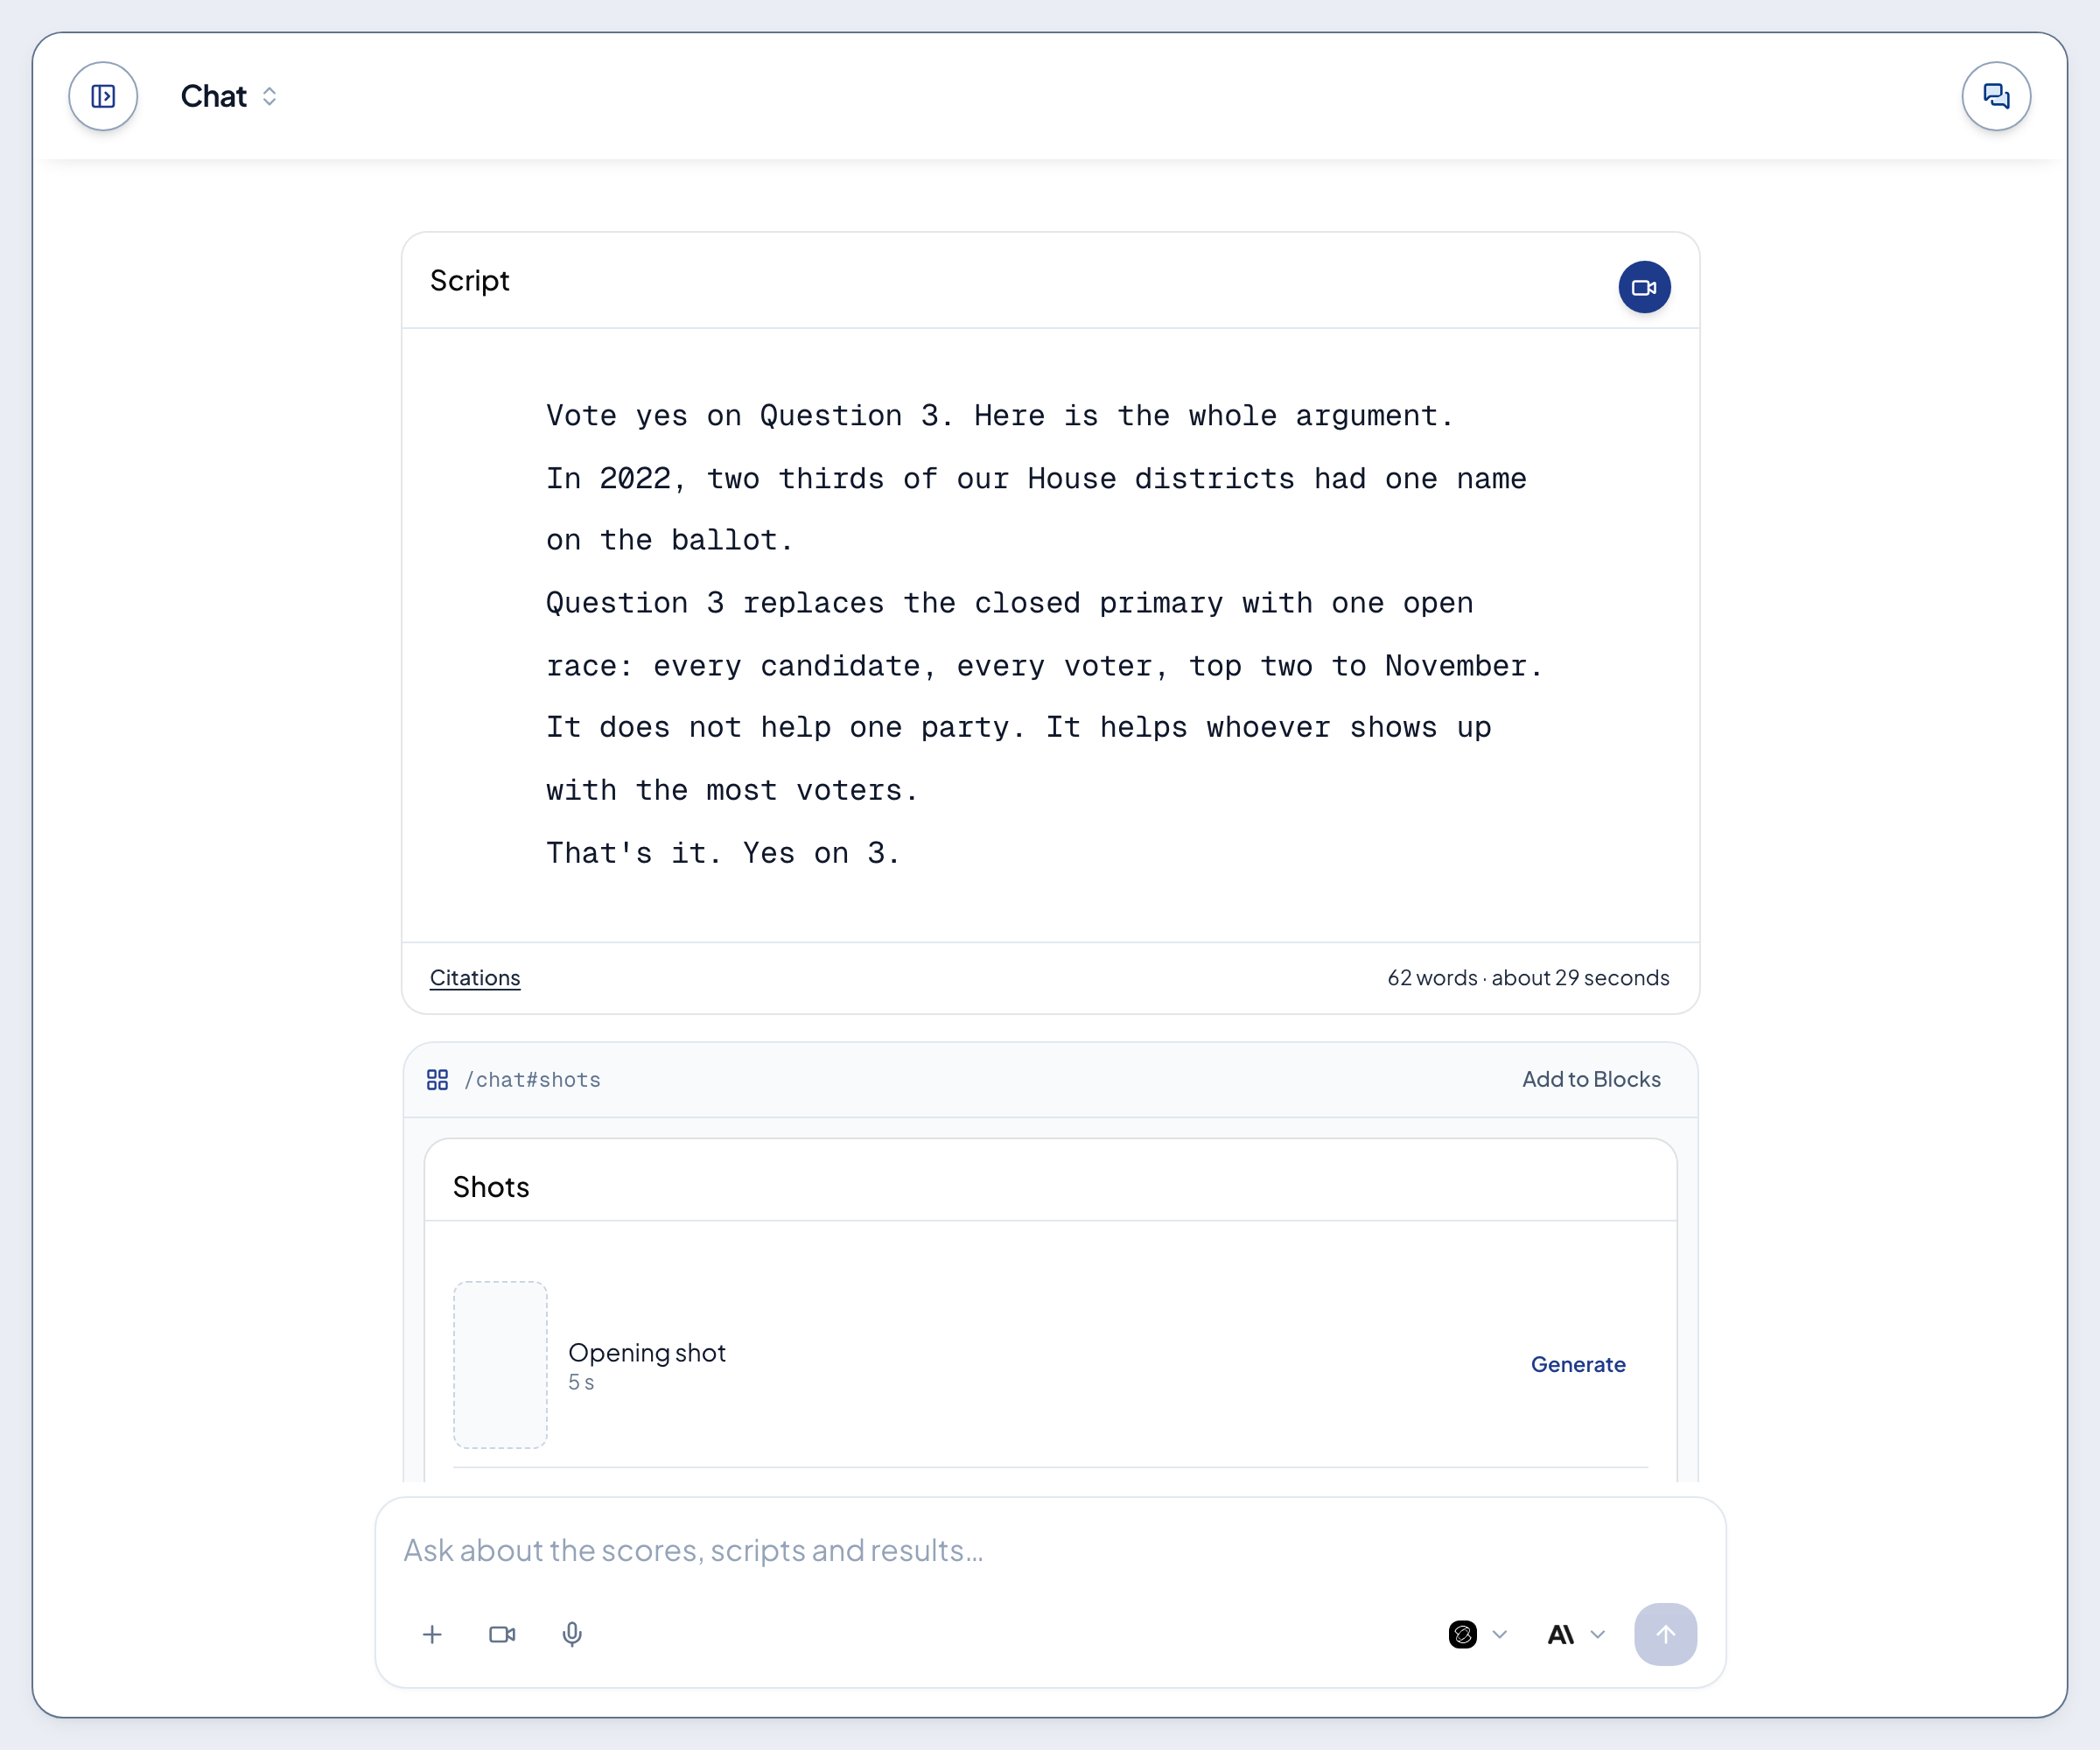 Chat
Script
Vote yes on Question 3. Here is the whole argument.
In 2022, two thirds of our House districts had one name
on the ballot.
Question 3 replaces the closed primary with one open
race: every candidate, every voter, top two to November.
It does not help one party. It helps whoever shows up
with the most voters.
That's it. Yes on 3.
Citations
62 words · about 29 seconds
/chat#shots
Add to Blocks
Shots
Opening shot
5 s
Generate
Ask about the scores, scripts and results…